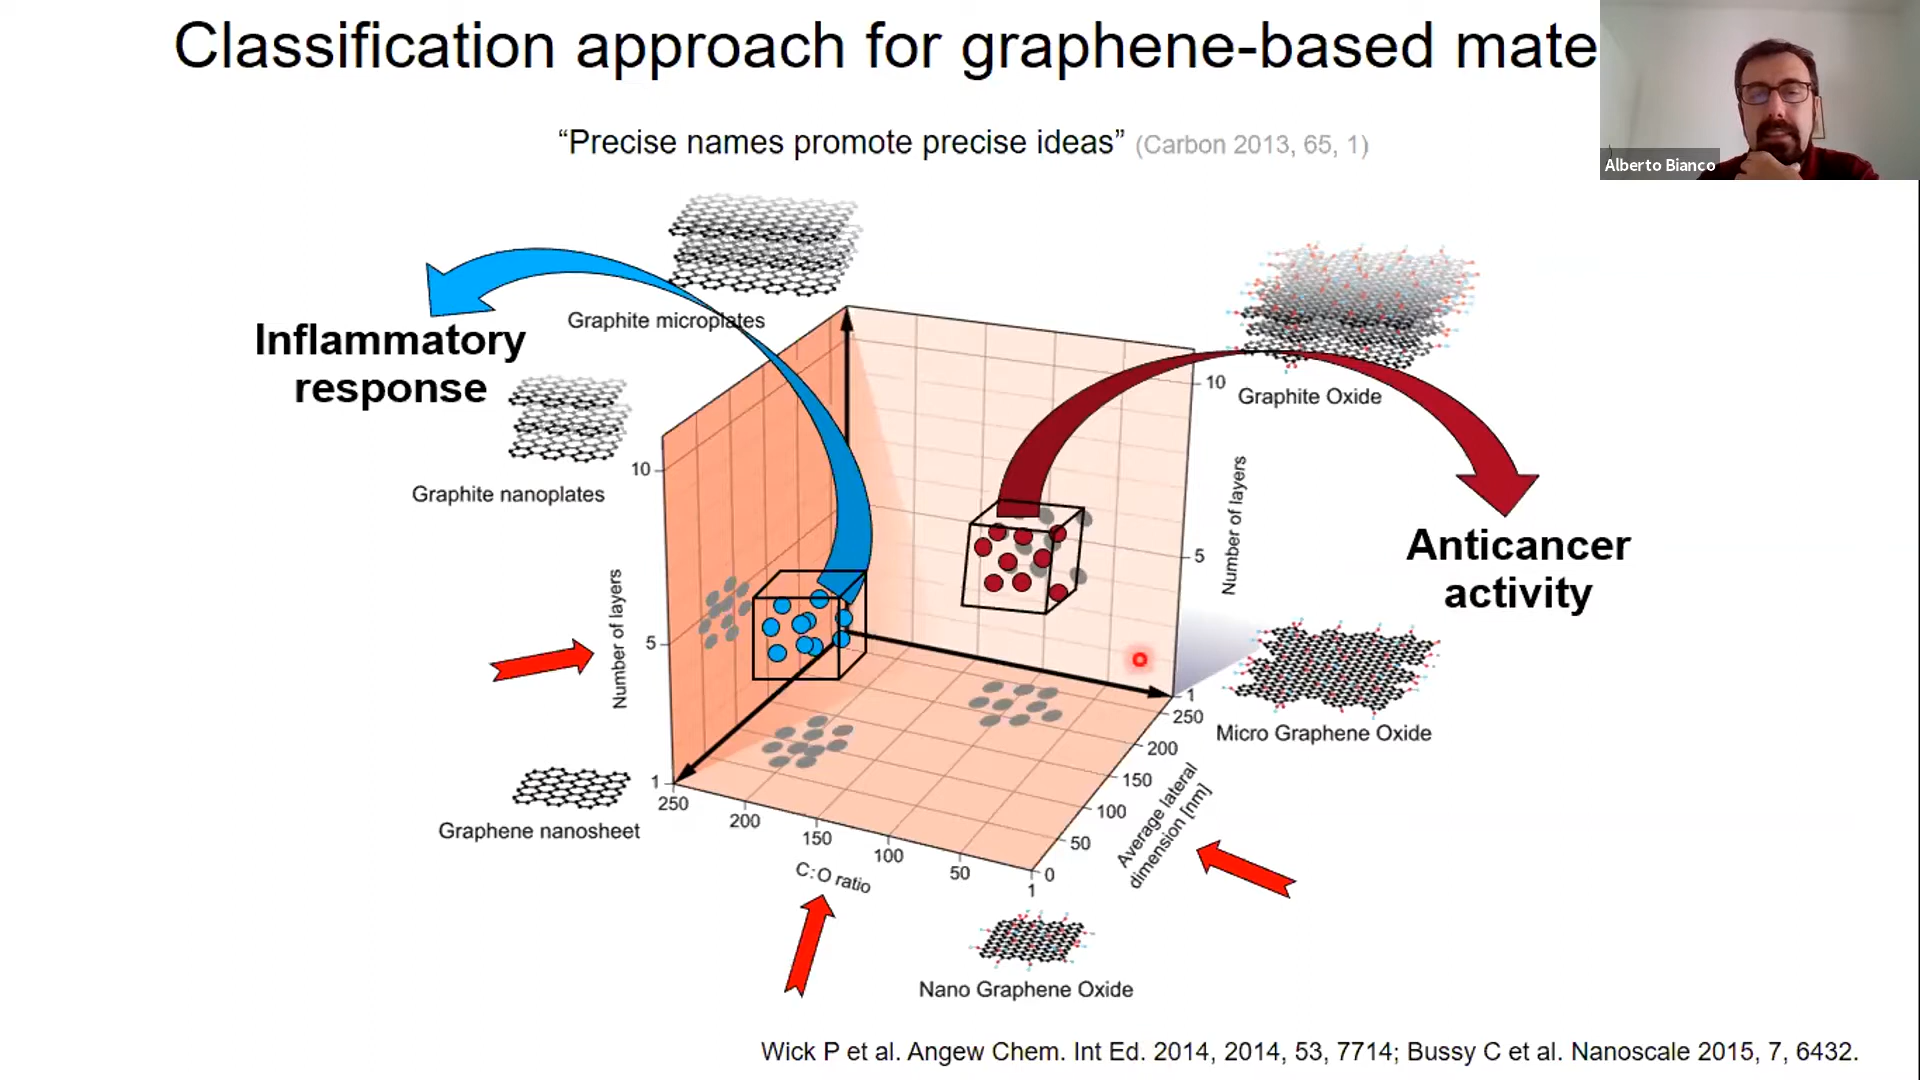 Classification approach for graphene-based mate
Alberto Bianco
“Precise names promote precise ideas” (Carbon 2013, 65, 1)
Graphite microplates
Inflammatory
response
Graphite nanoplates
Graphite Oxide
Anticancer
activity
Number of layers
10
5
1
Number of layers
10
5
1
Micro Graphene Oxide
Graphene nanosheet
250
200
150
100
50
1
C:O ratio
250
200
150
100
50
0
Average lateral
dimension [nm]
Nano Graphene Oxide
Wick P et al. Angew Chem. Int Ed. 2014, 2014, 53, 7714; Bussy C et al. Nanoscale 2015, 7, 6432.